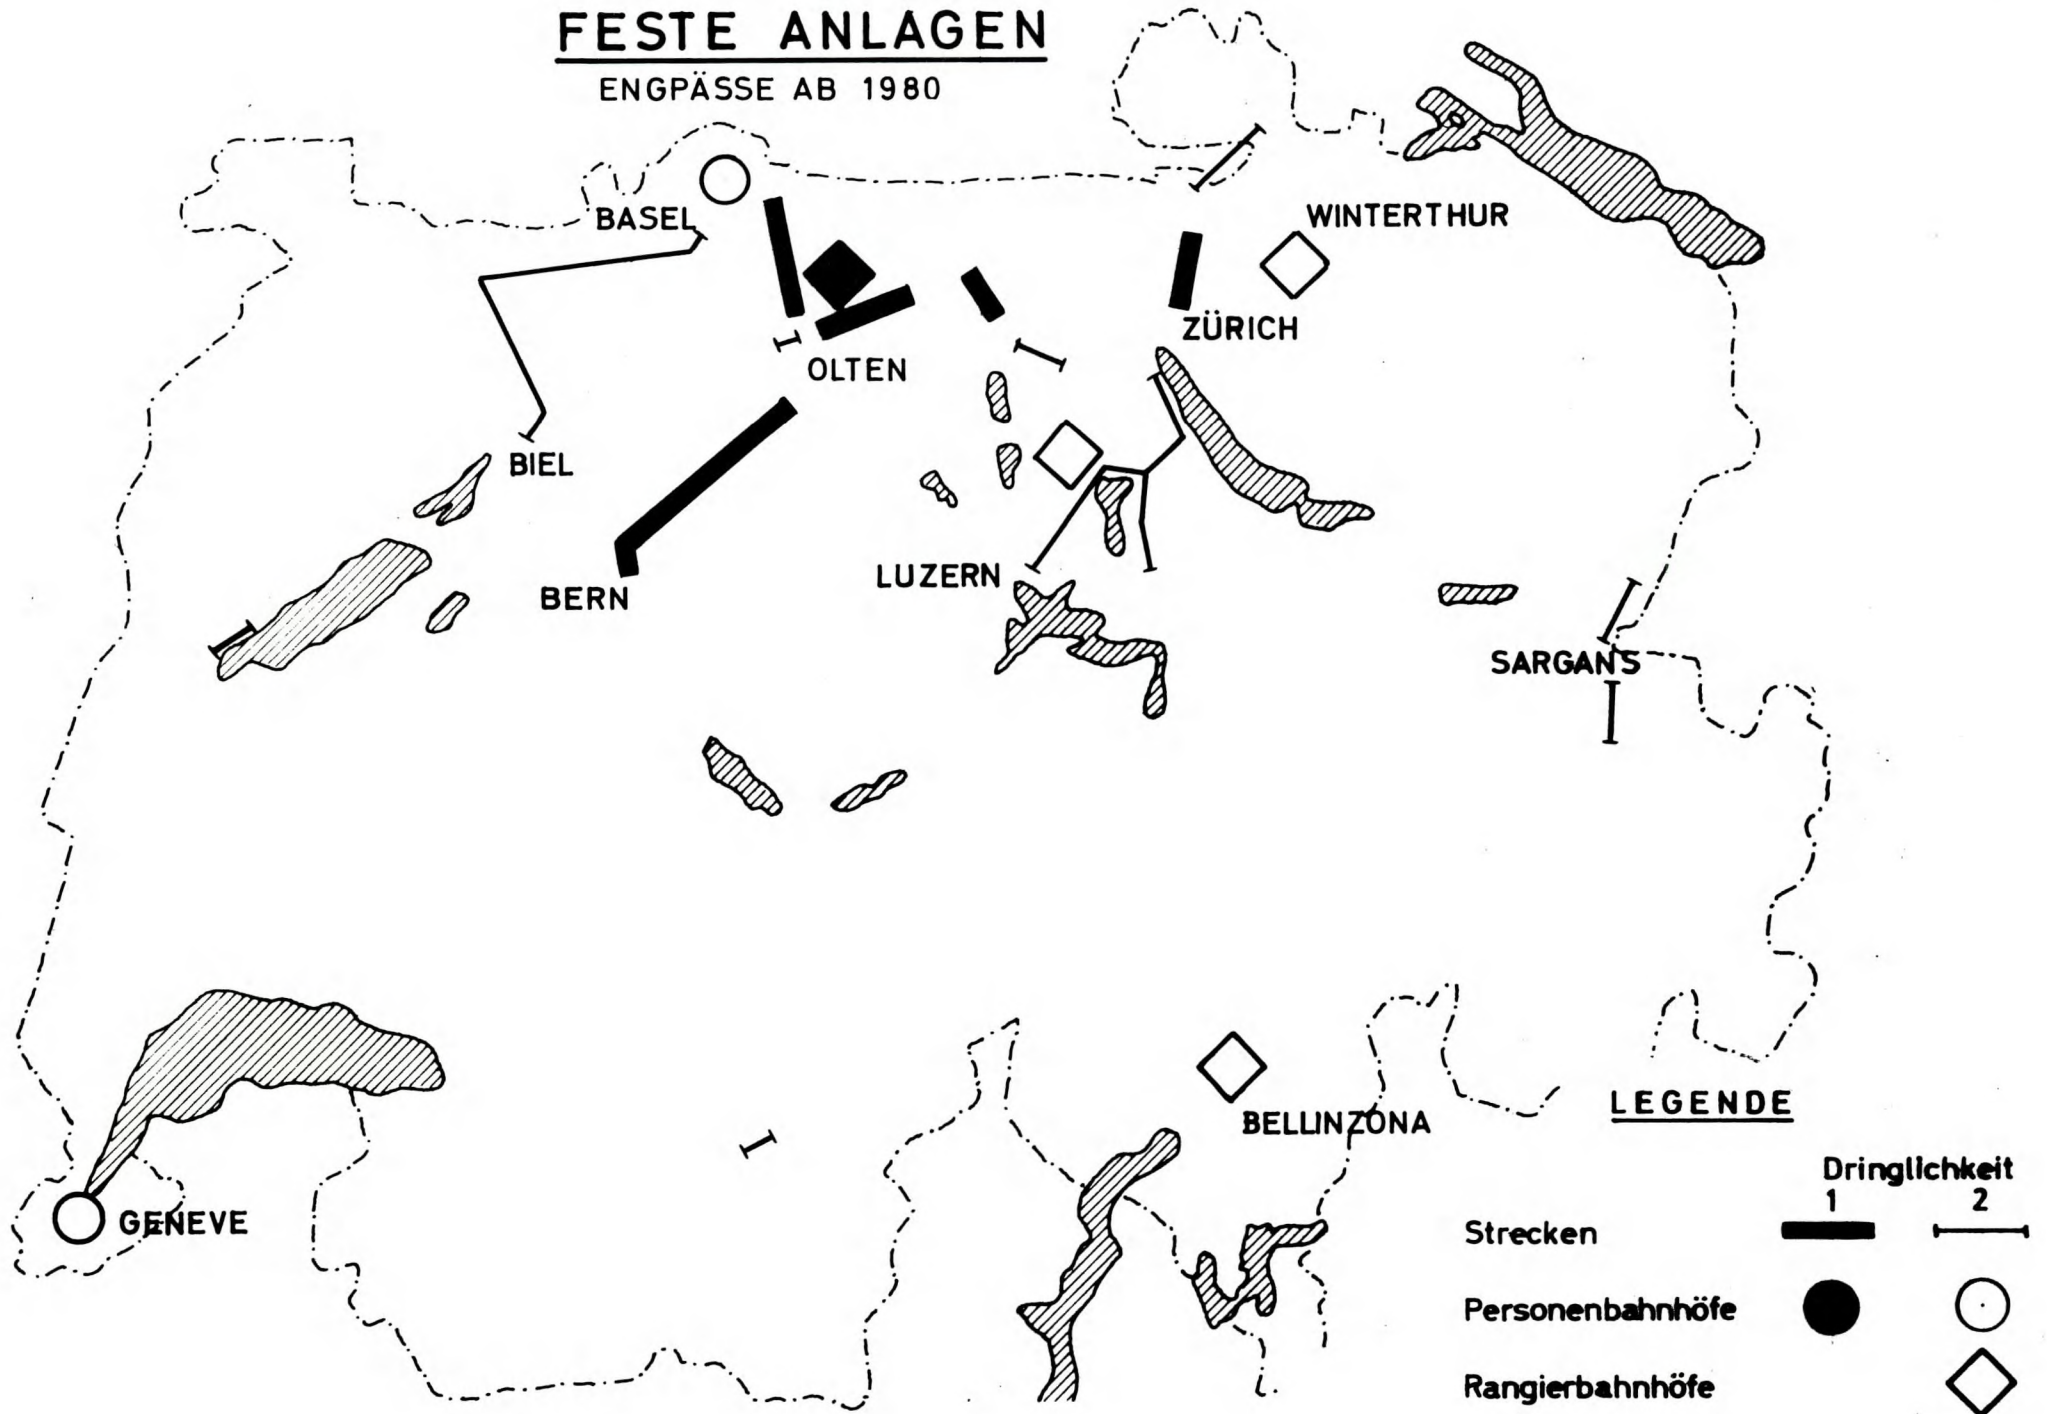 FESTE ANLAGEN
ENGPÄSSE AB 1980
BASEL
WINTERTHUR
ZÜRICH
OLTEN
BIEL
LUZERN
BERN
SARGANS
BELLINZONA
GENEVE
LEGENDE
Dringlichkeit
1 2
Strecken
Personenbahnhöfe
Rangierbahnhöfe